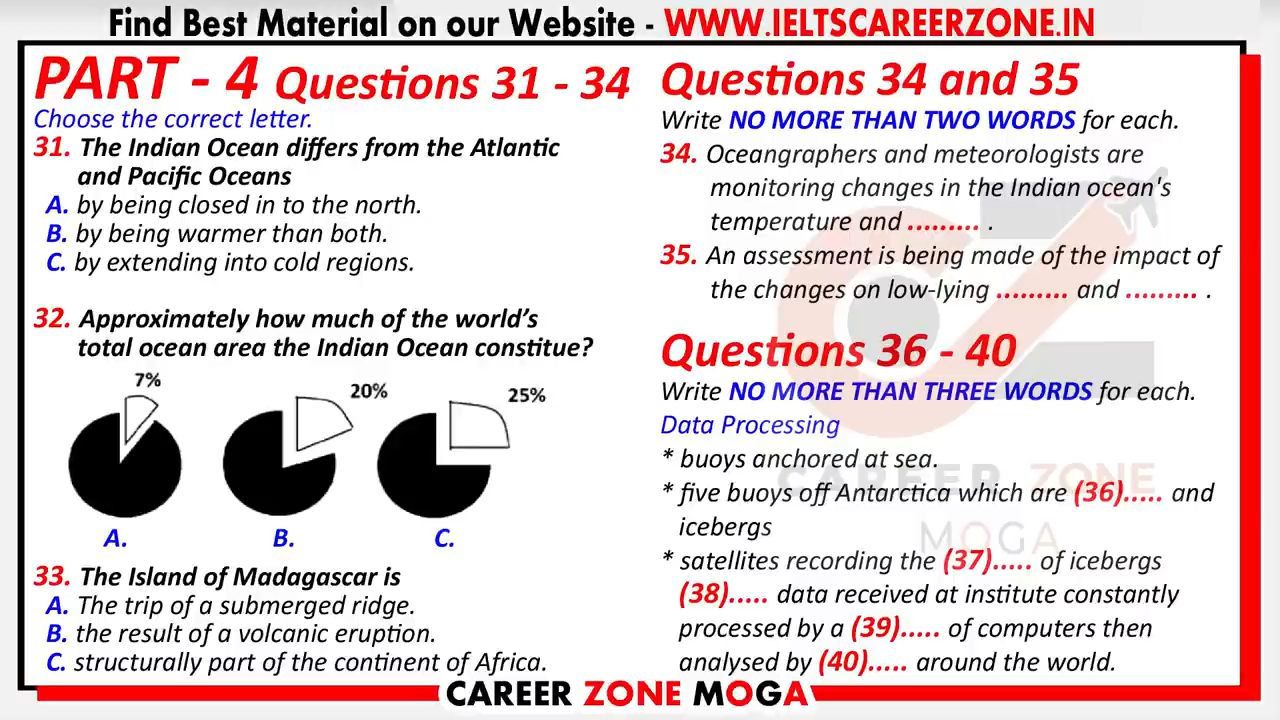 Find Best Material on our Website - WWW.IELTSCAREERZONE.IN
PART - 4 Questions 31 - 34
Choose the correct letter.
31. The Indian Ocean differs from the Atlantic
and Pacific Oceans
A. by being closed in to the north.
B. by being warmer than both.
C. by extending into cold regions.
32. Approximately how much of the world's
total ocean area the Indian Ocean constitue?
7%
20%
25%
A.
B.
C.
33. The Island of Madagascar is
A. The trip of a submerged ridge.
B. the result of a volcanic eruption.
C. structurally part of the continent of Africa.
Questions 34 and 35
Write NO MORE THAN TWO WORDS for each.
34. Oceangraphers and meteorologists are
monitoring changes in the Indian ocean's
temperature and ......... .
35. An assessment is being made of the impact of
the changes on low-lying ......... and ......... .
Questions 36 - 40
Write NO MORE THAN THREE WORDS for each.
Data Processing
* buoys anchored at sea.
* five buoys off Antarctica which are (36)..... and
icebergs
* satellites recording the (37)..... of icebergs
(38)..... data received at institute constantly
processed by a (39)..... of computers then
analysed by (40)..... around the world.
CAREER ZONE
MOGA
CAREER ZONE MOGA